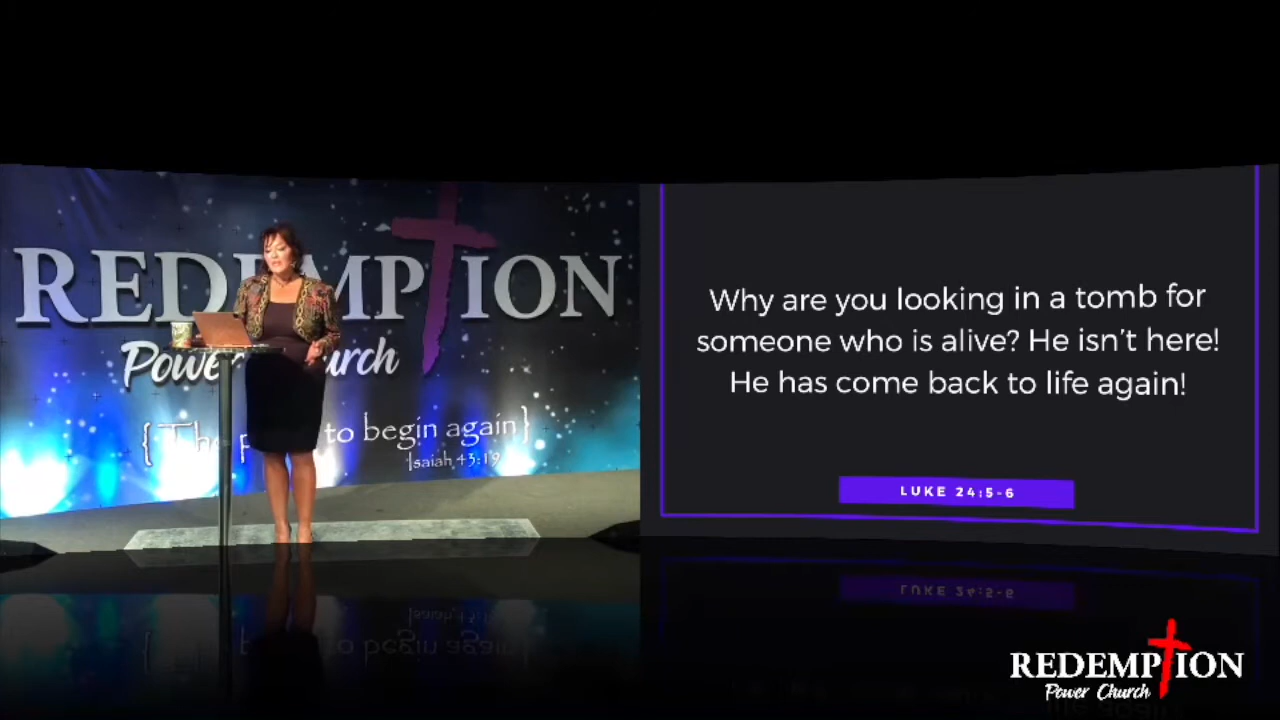 REDEMPTION
Power Church
{The p to begin again}
Isaiah 43:19
Why are you looking in a tomb for
someone who is alive? He isn't here!
He has come back to life again!
LUKE 24:5-6
REDEMPTION
Power Church